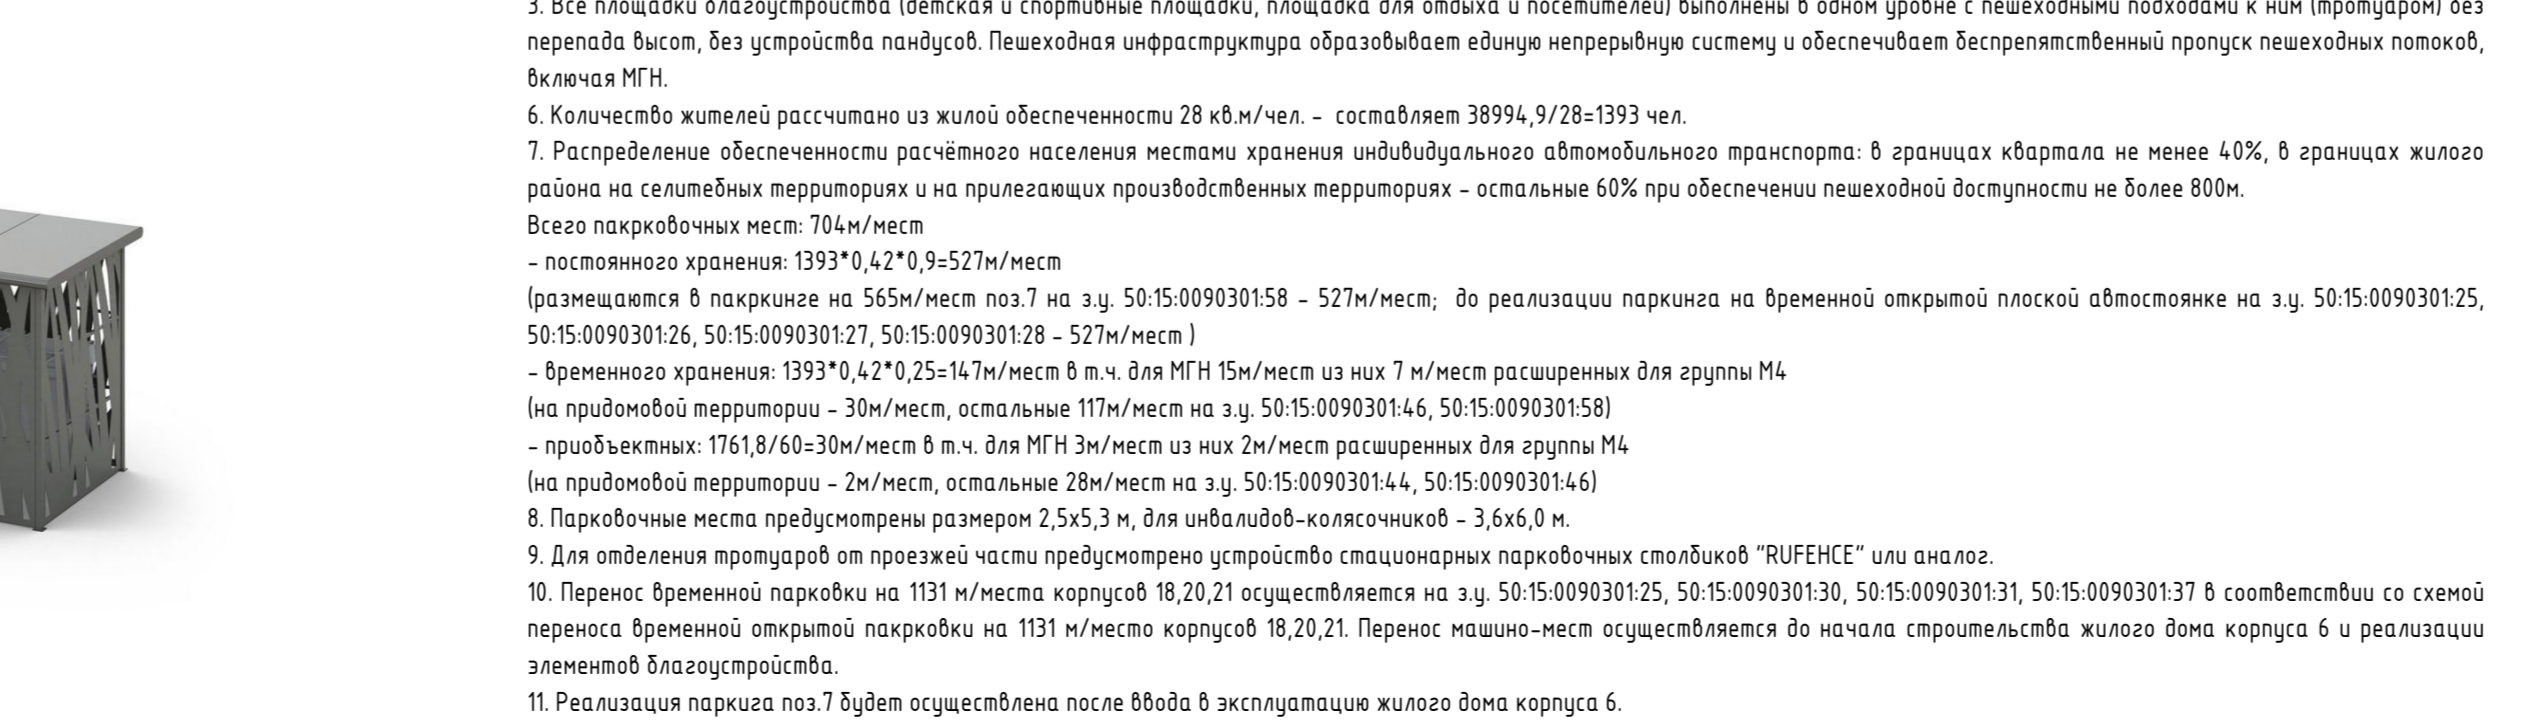 3. Все площадки благоустройства (детская и спортивные площадки, площадка для отдыха и посетителей) выполнены в одном уровне с пешеходными подходами к ним (тротуаром) без
перепада высот, без устройства пандусов. Пешеходная инфраструктура образовывает единую непрерывную систему и обеспечивает беспрепятственный пропуск пешеходных потоков,
включая МГН.
6. Количество жителей рассчитано из жилой обеспеченности 28 кв.м/чел. - составляет 38994,9/28=1393 чел.
7. Распределение обеспеченности расчётного населения местами хранения индивидуального автомобильного транспорта: в границах квартала не менее 40%, в границах жилого
района на селитебных территориях и на прилегающих производственных территориях - остальные 60% при обеспечении пешеходной доступности не более 800м.
Всего пакрковочных мест: 704м/мест
- постоянного хранения: 1393*0,42*0,9=527м/мест
(размещаются в пакркинге на 565м/мест поз.7 на з.у. 50:15:0090301:58 - 527м/мест; до реализации паркинга на временной открытой плоской автостоянке на з.у. 50:15:0090301:25,
50:15:0090301:26, 50:15:0090301:27, 50:15:0090301:28 - 527м/мест )
- временного хранения: 1393*0,42*0,25=147м/мест в т.ч. для МГН 15м/мест из них 7 м/мест расширенных для группы М4
(на придомовой территории - 30м/мест, остальные 117м/мест на з.у. 50:15:0090301:46, 50:15:0090301:58)
- приобъектных: 1761,8/60=30м/мест в т.ч. для МГН 3м/мест из них 2м/мест расширенных для группы М4
(на придомовой территории - 2м/мест, остальные 28м/мест на з.у. 50:15:0090301:44, 50:15:0090301:46)
8. Парковочные места предусмотрены размером 2,5х5,3 м, для инвалидов-колясочников - 3,6х6,0 м.
9. Для отделения тротуаров от проезжей части предусмотрено устройство стационарных парковочных столбиков "RUFEHCE" или аналог.
10. Перенос временной парковки на 1131 м/места корпусов 18,20,21 осуществляется на з.у. 50:15:0090301:25, 50:15:0090301:30, 50:15:0090301:31, 50:15:0090301:37 в соответствии со схемой
переноса временной открытой пакрковки на 1131 м/место корпусов 18,20,21. Перенос машино-мест осуществляется до начала строительства жилого дома корпуса 6 и реализации
элементов благоустройства.
11. Реализация паркига поз.7 будет осуществлена после ввода в эксплуатацию жилого дома корпуса 6.